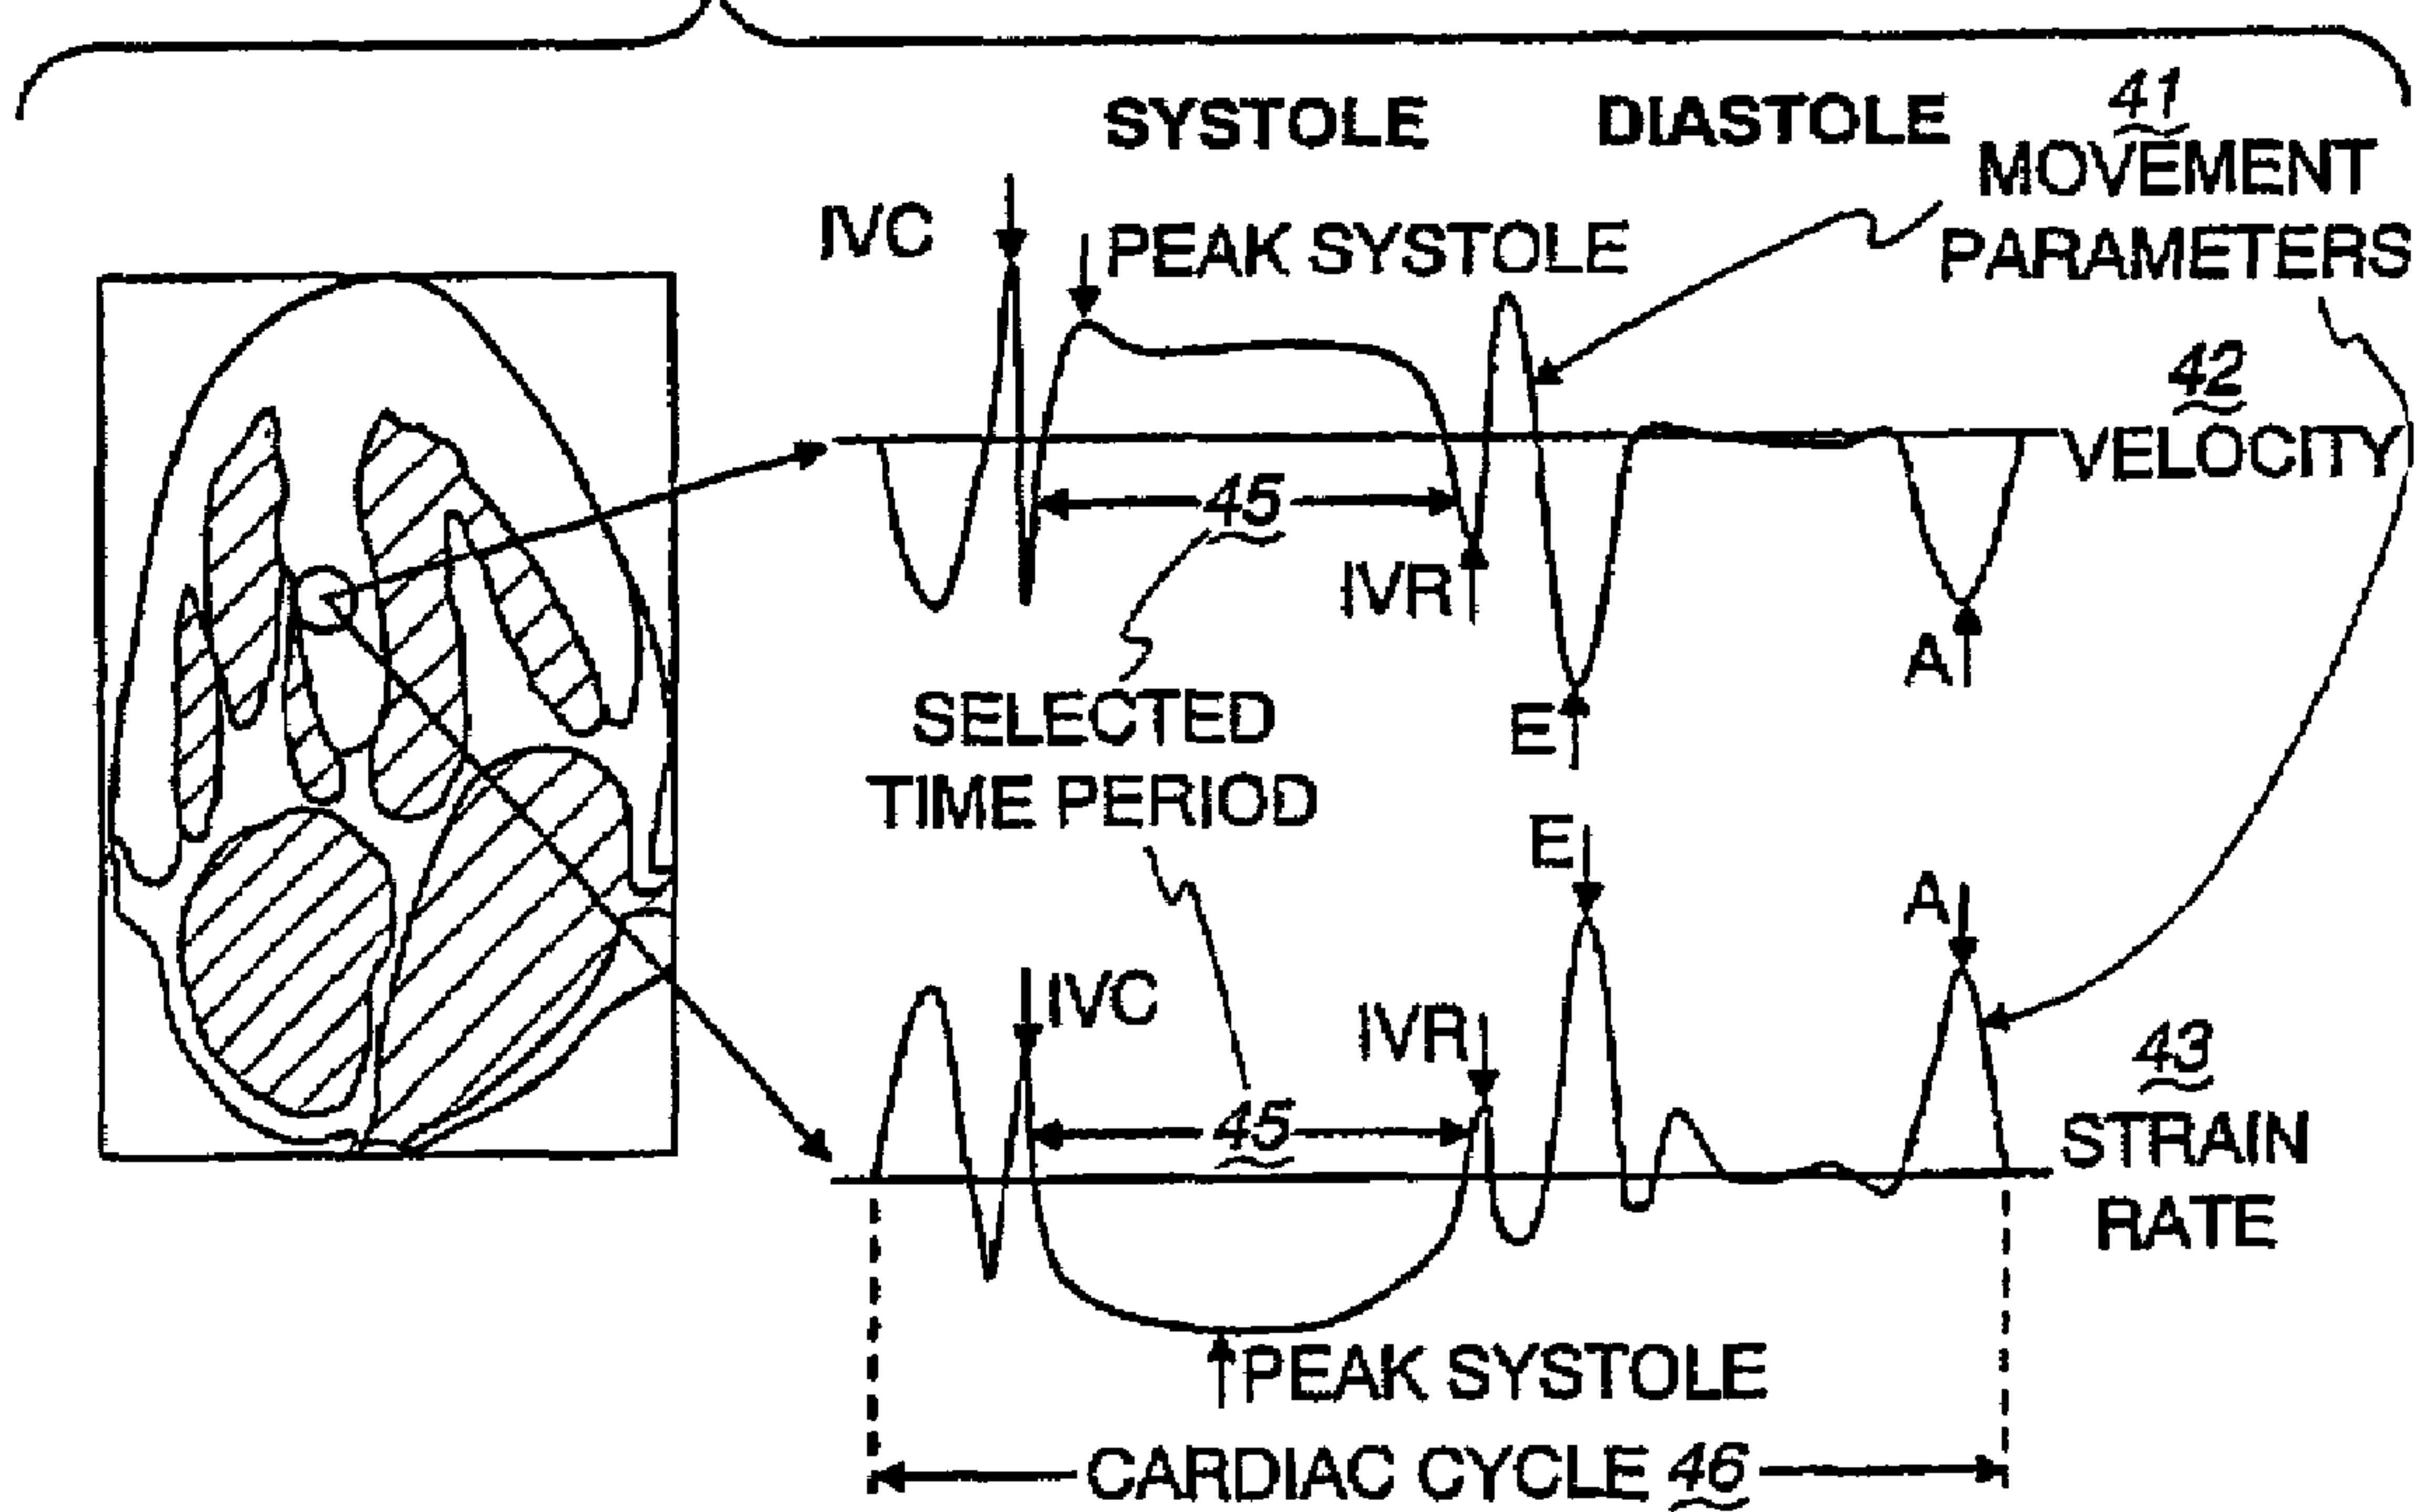 SYSTOLE
DIASTOLE
41
MOVEMENT
PARAMETERS
IVC
PEAK SYSTOLE
42
VELOCITY
45
IVR
A
E
SELECTED
TIME PERIOD
E
A
IVC
IVR
45
43
STRAIN
RATE
PEAK SYSTOLE
CARDIAC CYCLE 46